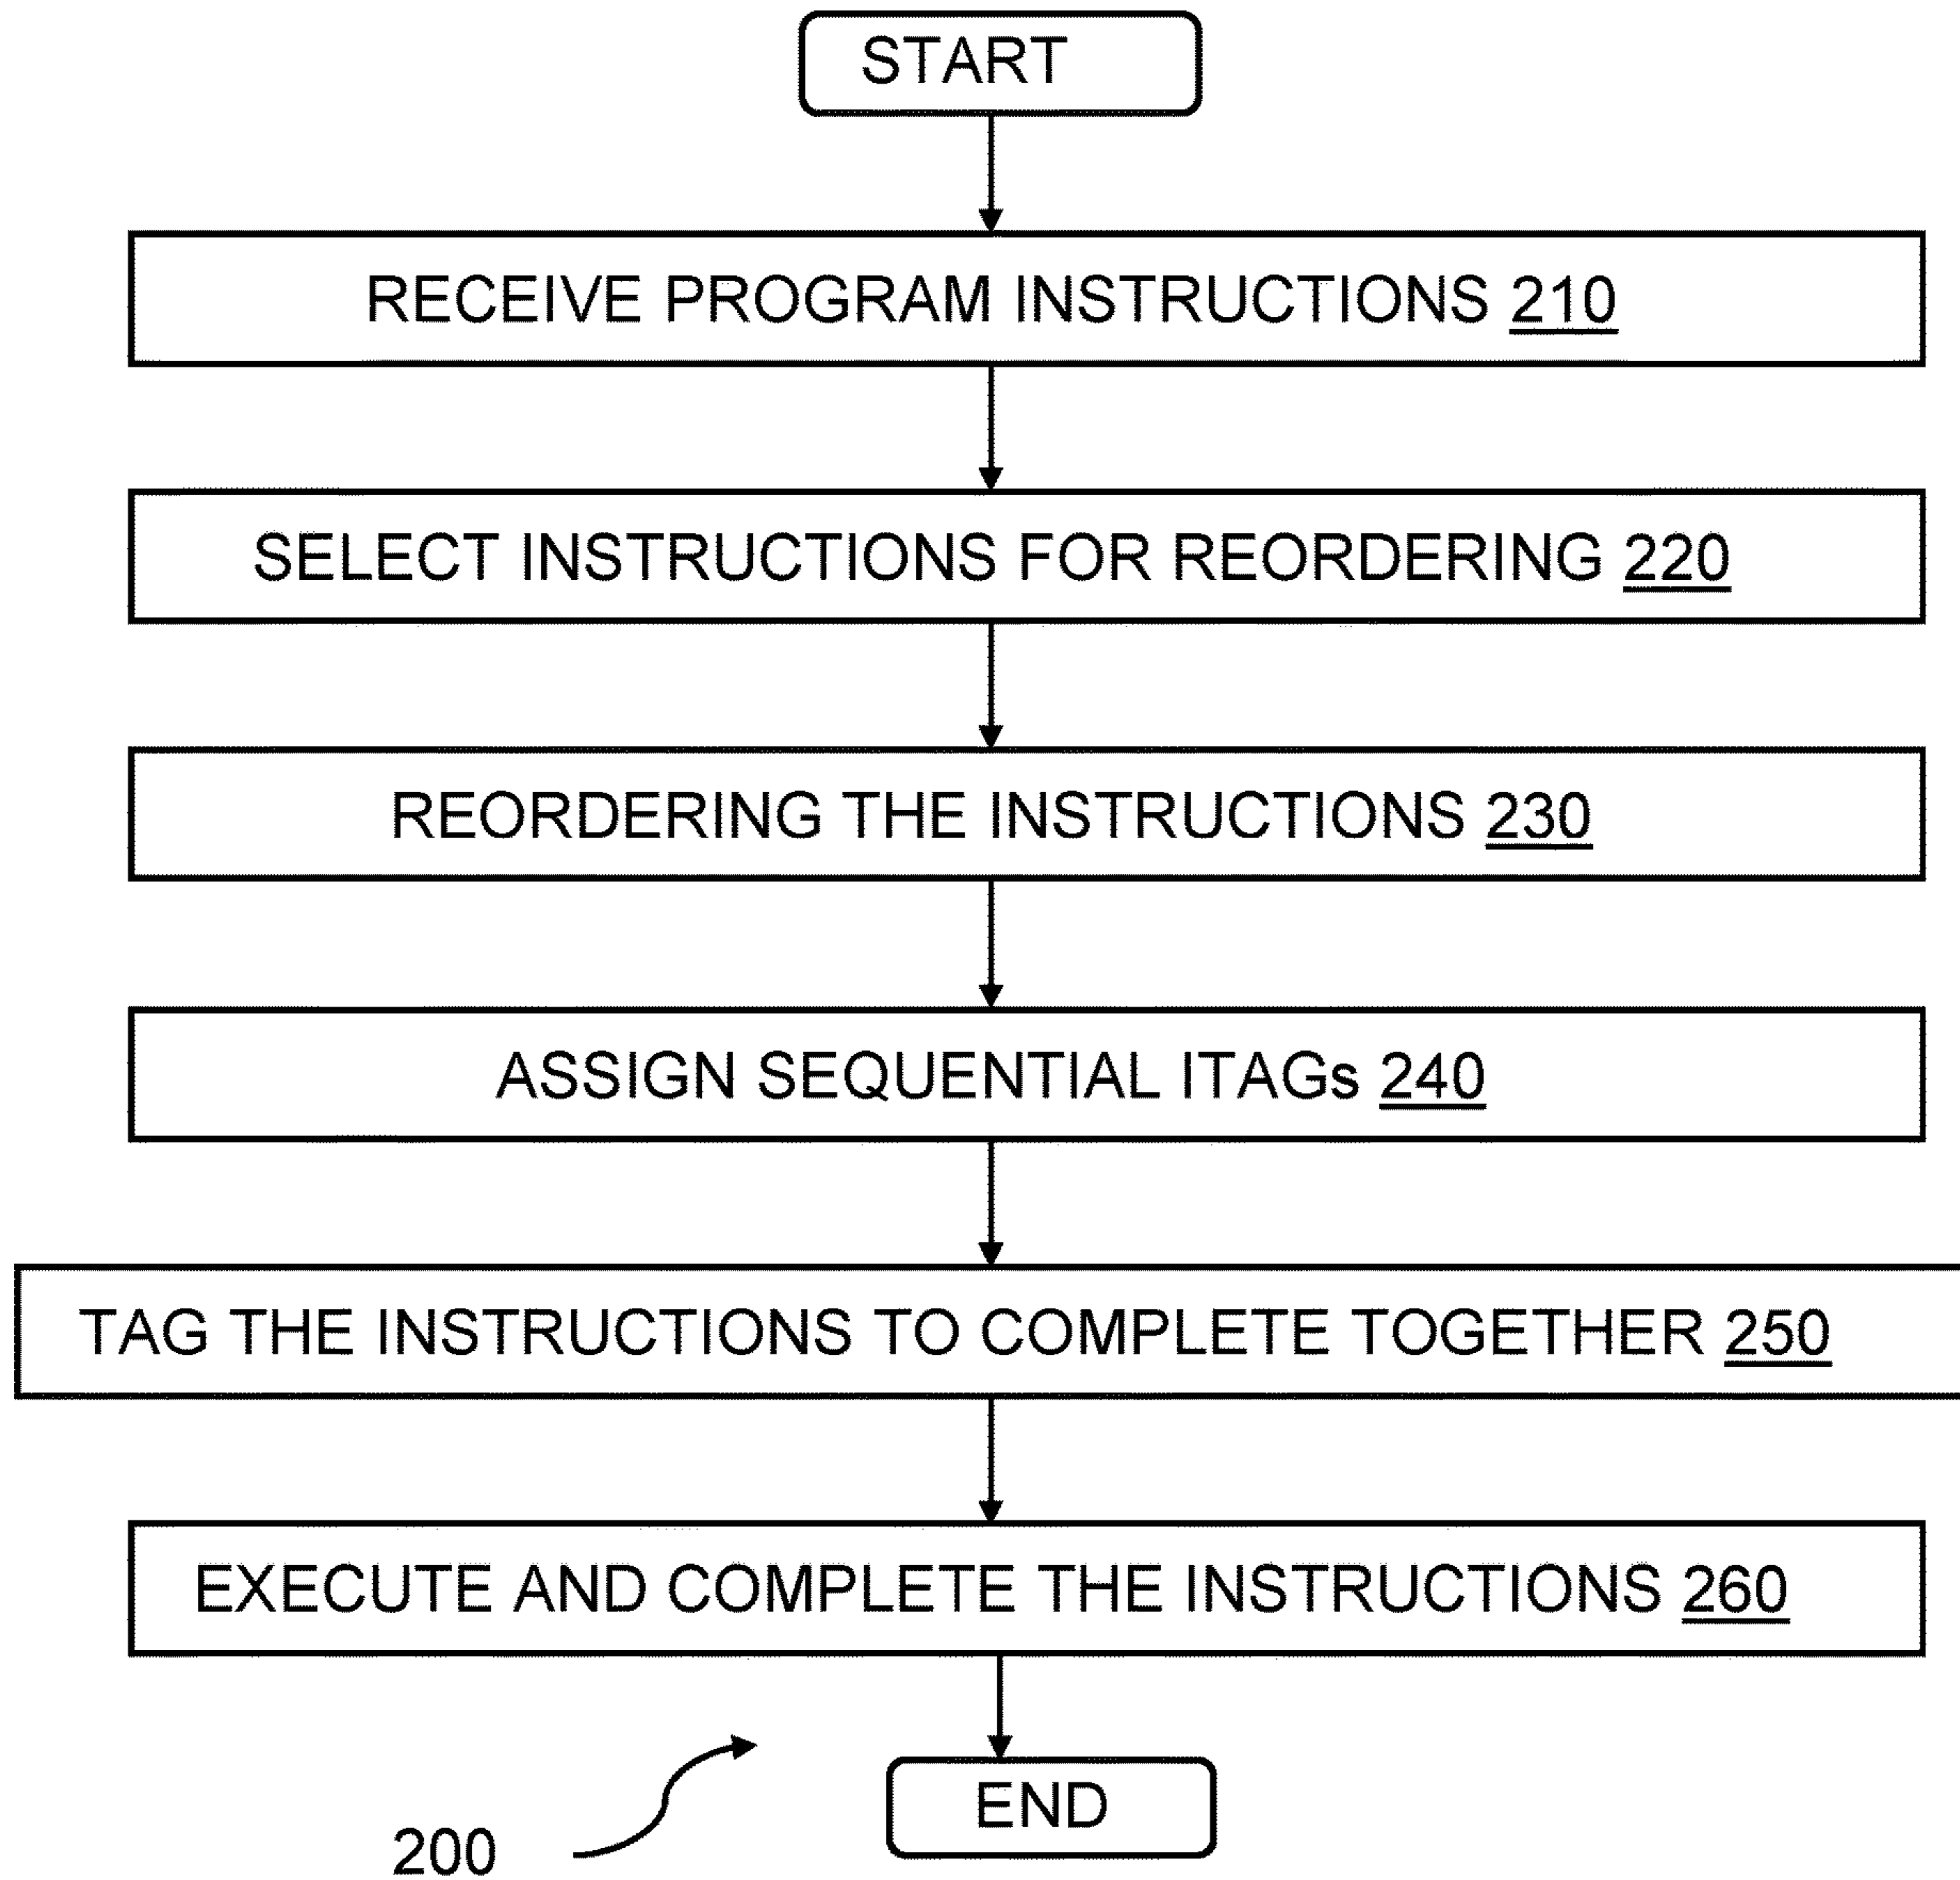 START
RECEIVE PROGRAM INSTRUCTIONS 210
SELECT INSTRUCTIONS FOR REORDERING 220
REORDERING THE INSTRUCTIONS 230
ASSIGN SEQUENTIAL ITAGs 240
TAG THE INSTRUCTIONS TO COMPLETE TOGETHER 250
EXECUTE AND COMPLETE THE INSTRUCTIONS 260
END
200